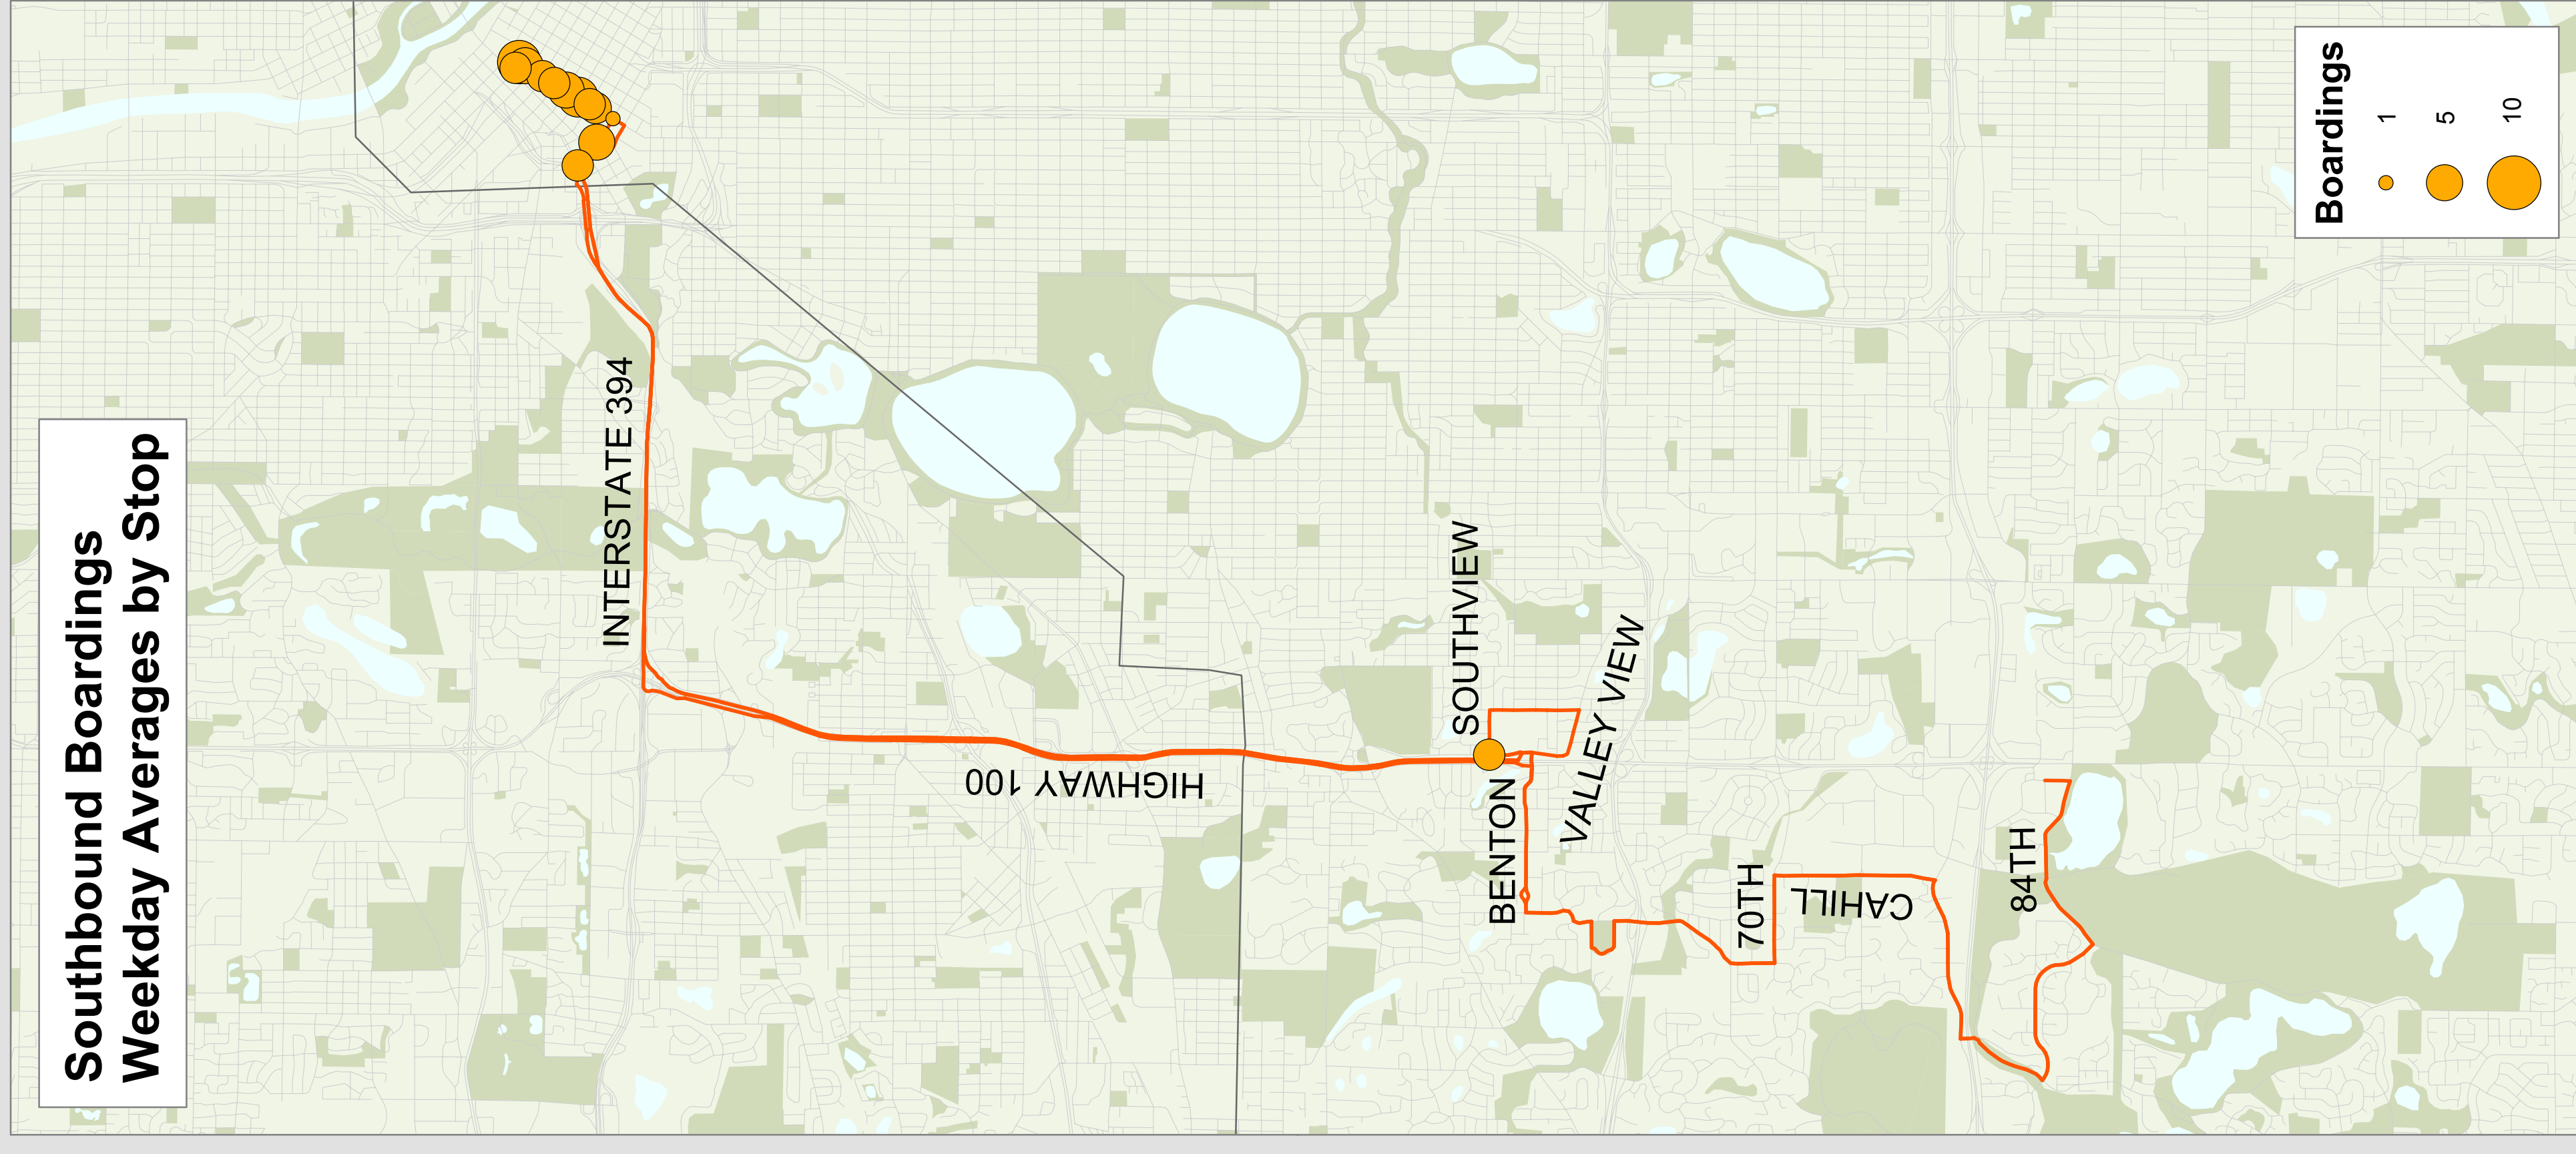 Southbound Boardings
Weekday Averages by Stop
INTERSTATE 394
HIGHWAY 100
SOUTHVIEW
BENTON
VALLEY VIEW
70TH
CAHILL
84TH
Boardings
1
5
10